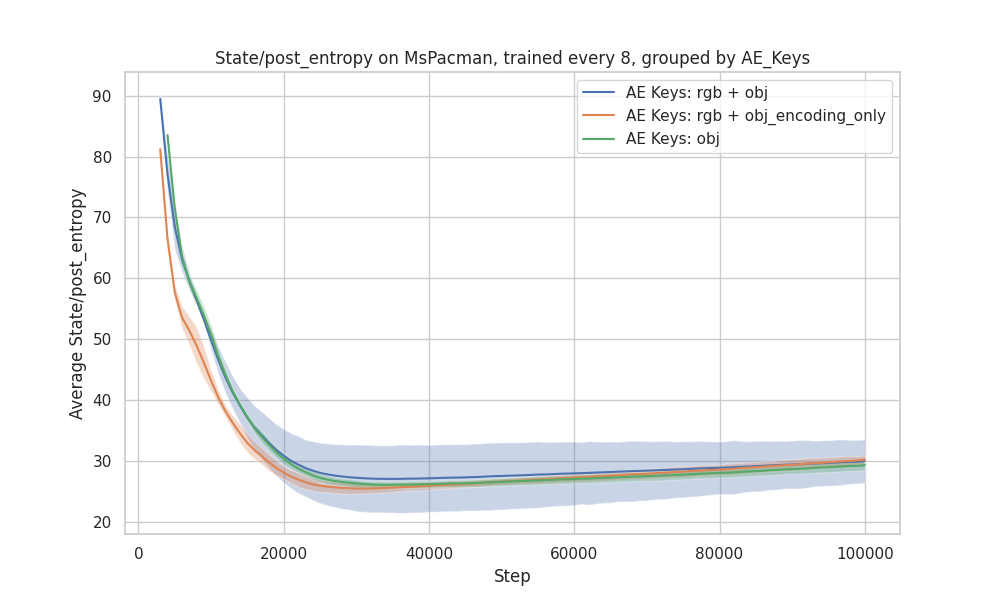 State/post_entropy on MsPacman, trained every 8, grouped by AE_Keys
AE Keys: rgb + obj
AE Keys: rgb + obj_encoding_only
AE Keys: obj
Average State/post_entropy
90
80
70
60
50
40
30
20
0
20000
40000
60000
80000
100000
Step